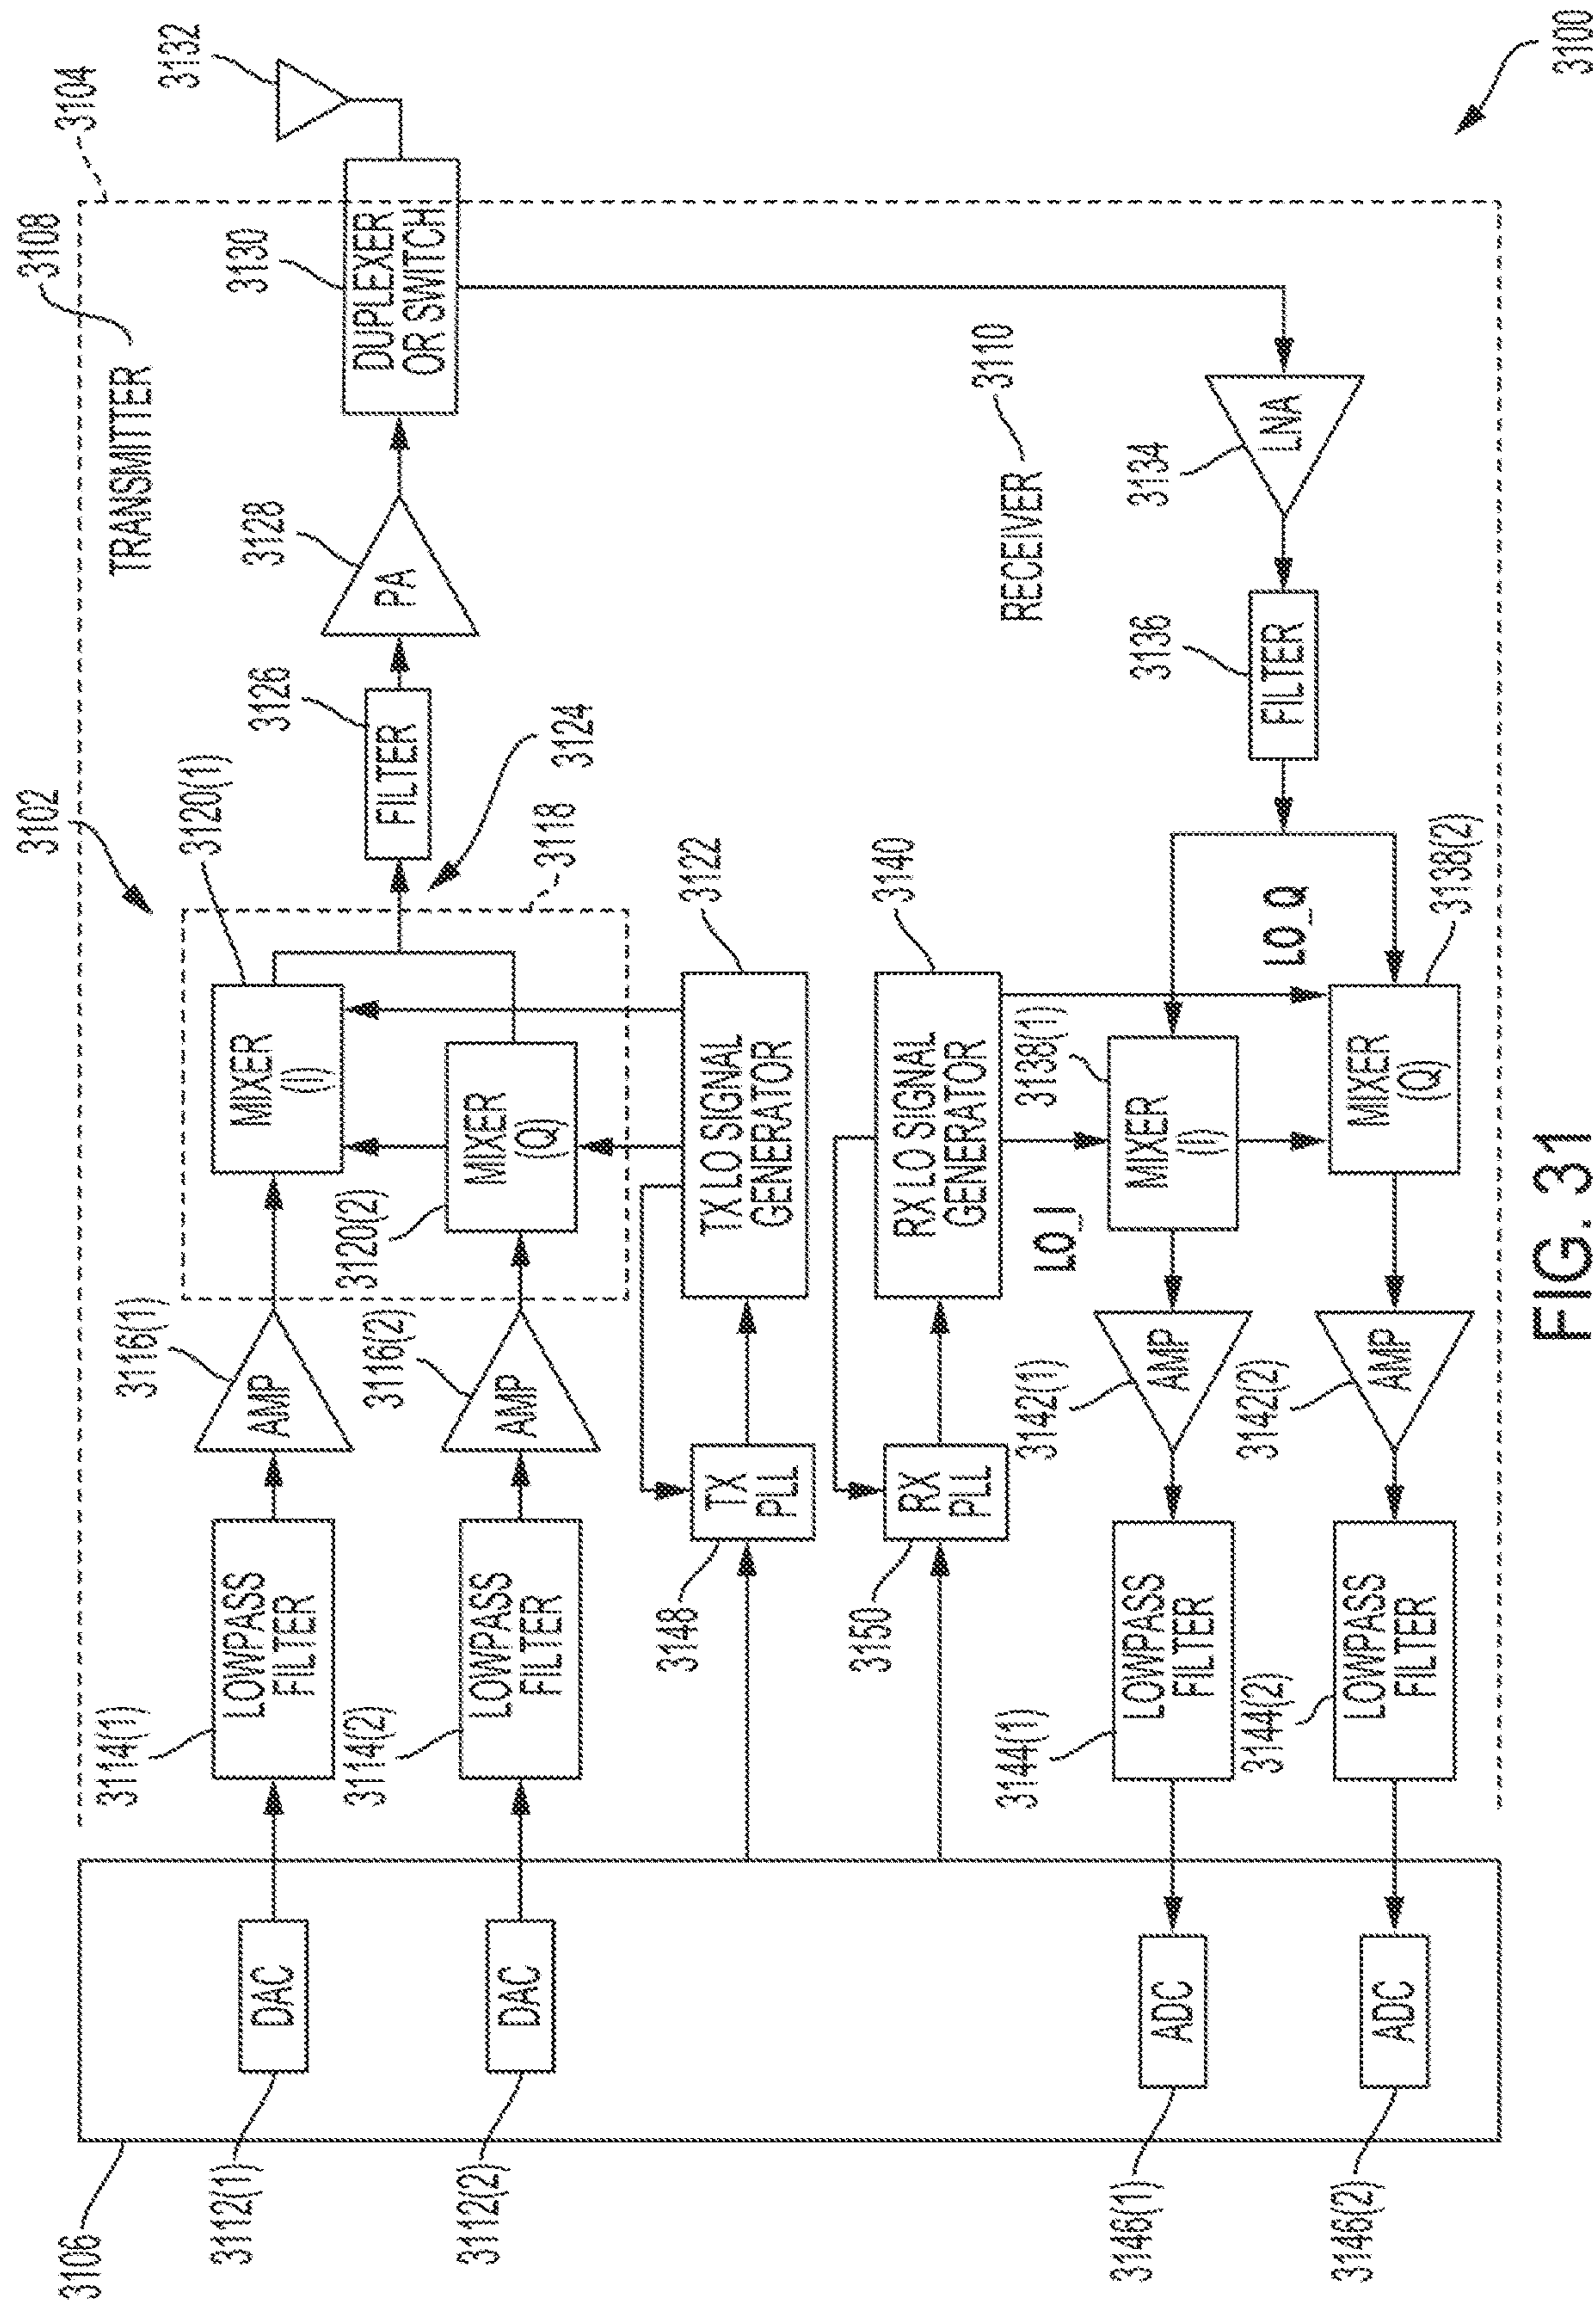 3102
3108
3104
TRANSMITTER
3114(1)
3116(1)
3120(1)
3132
LOWPASS
FILTER
AMP
MIXER
(I)
3112(1)
DAC
3126
3128
3130
FILTER
PA
DUPLEXER
OR SWITCH
3114(2)
3116(2)
3120(2)
LOWPASS
FILTER
AMP
MIXER
(Q)
3112(2)
DAC
3124
3118
3106
3148
TX
PLL
TX LO SIGNAL
GENERATOR
3122
3150
RX
PLL
RX LO SIGNAL
GENERATOR
3140
3110
RECEIVER
3144(1)
3142(1)
LO_I
3138(1)
3136
3134
LOWPASS
FILTER
AMP
MIXER
(I)
FILTER
LNA
3146(1)
ADC
LO_Q
3144(2)
3142(2)
LOWPASS
FILTER
AMP
MIXER
(Q)
3138(2)
3146(2)
ADC
3100
FIG. 31